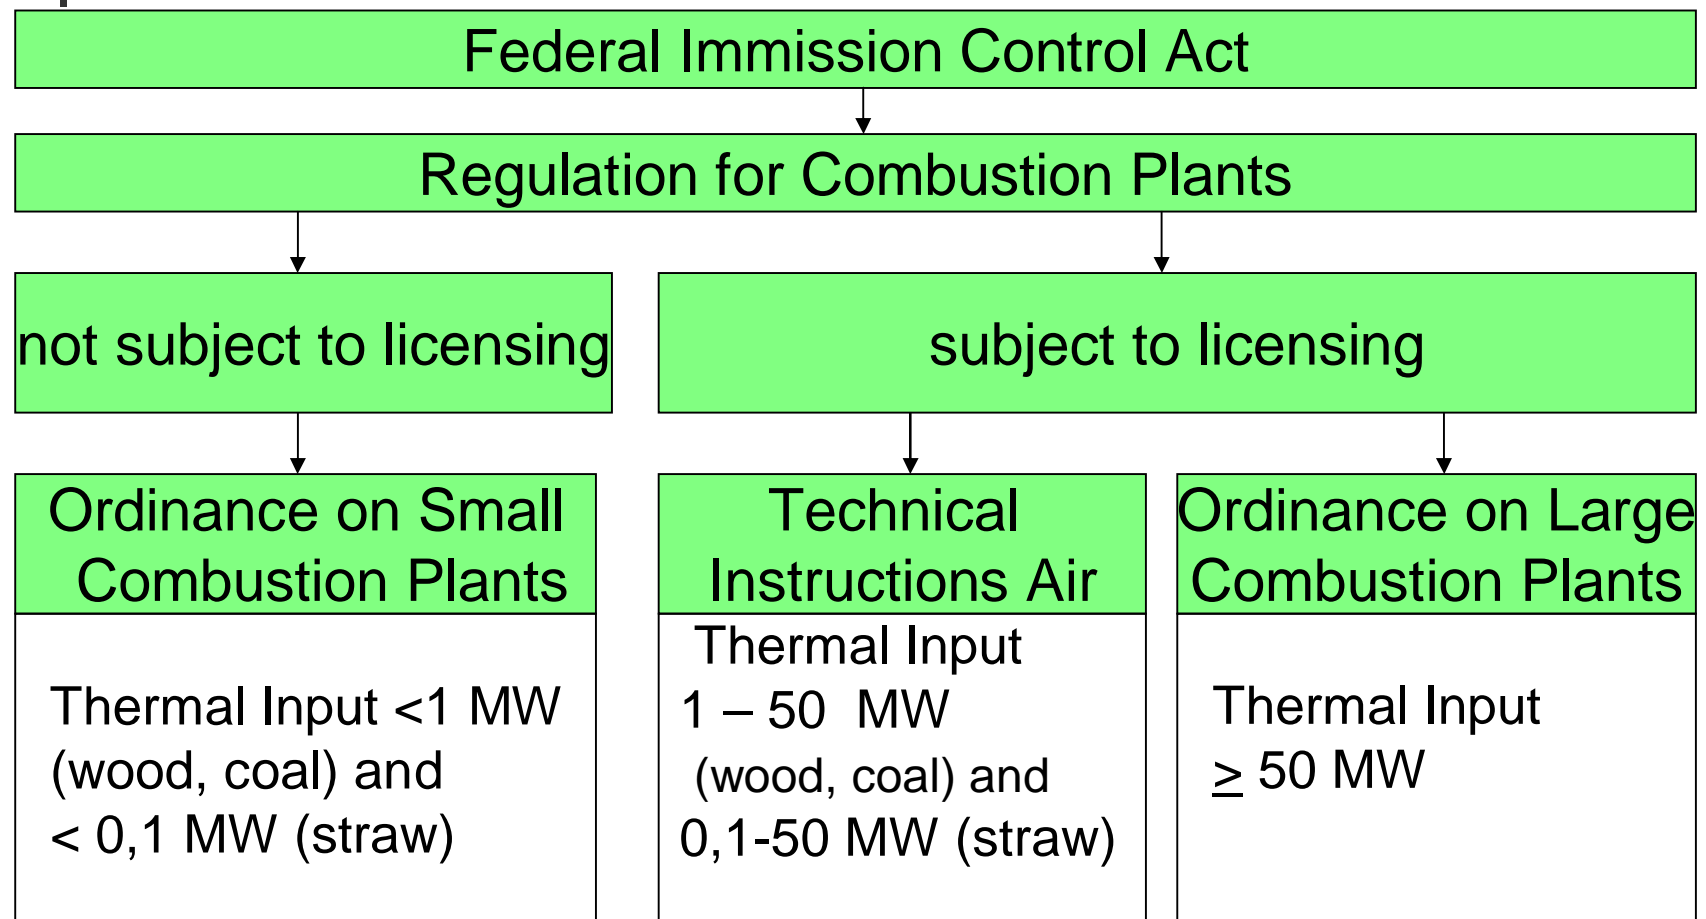 Federal Immission Control Act
Regulation for Combustion Plants
not subject to licensing
subject to licensing
Ordinance on Small
Combustion Plants
Thermal Input <1 MW
(wood, coal) and
< 0,1 MW (straw)
Technical
Instructions Air
Thermal Input
1 – 50 MW
(wood, coal) and
0,1-50 MW (straw)
Ordinance on Large
Combustion Plants
Thermal Input
≥ 50 MW